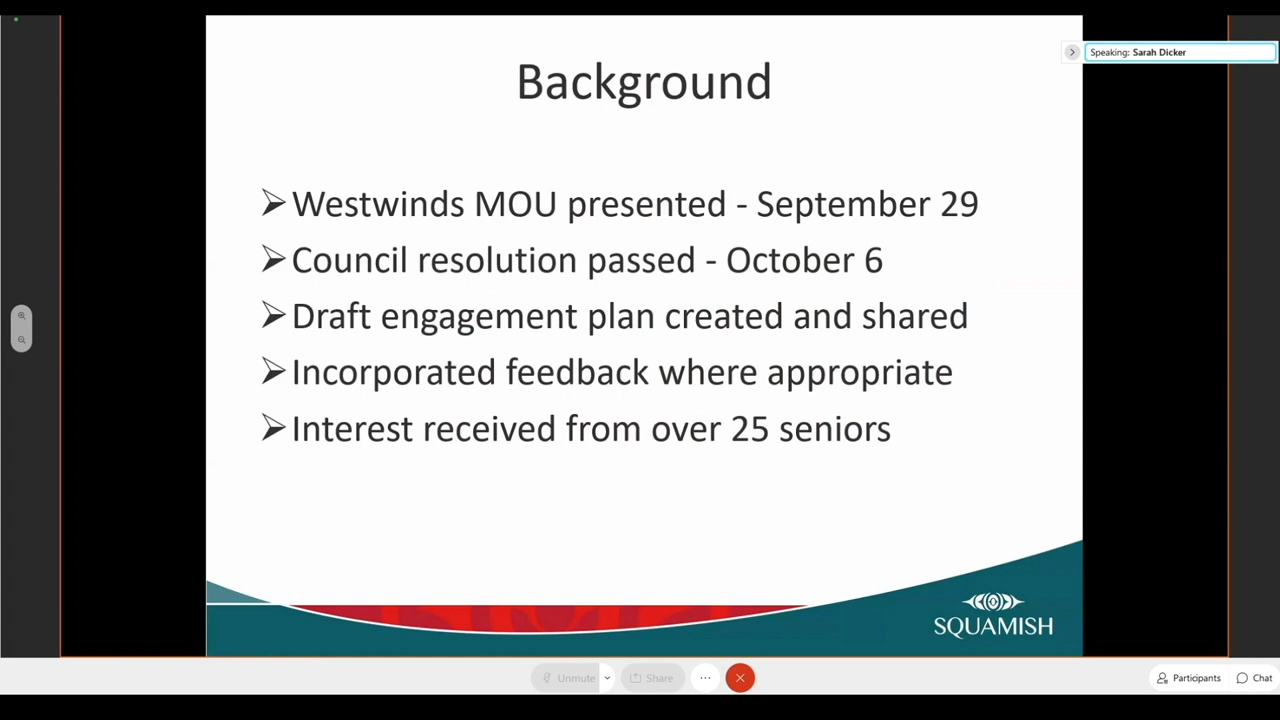 Background
Speaking: Sarah Dicker
Westwinds MOU presented - September 29
Council resolution passed - October 6
Draft engagement plan created and shared
Incorporated feedback where appropriate
Interest received from over 25 seniors
SQUAMISH
Unmute
Share
Participants
Chat